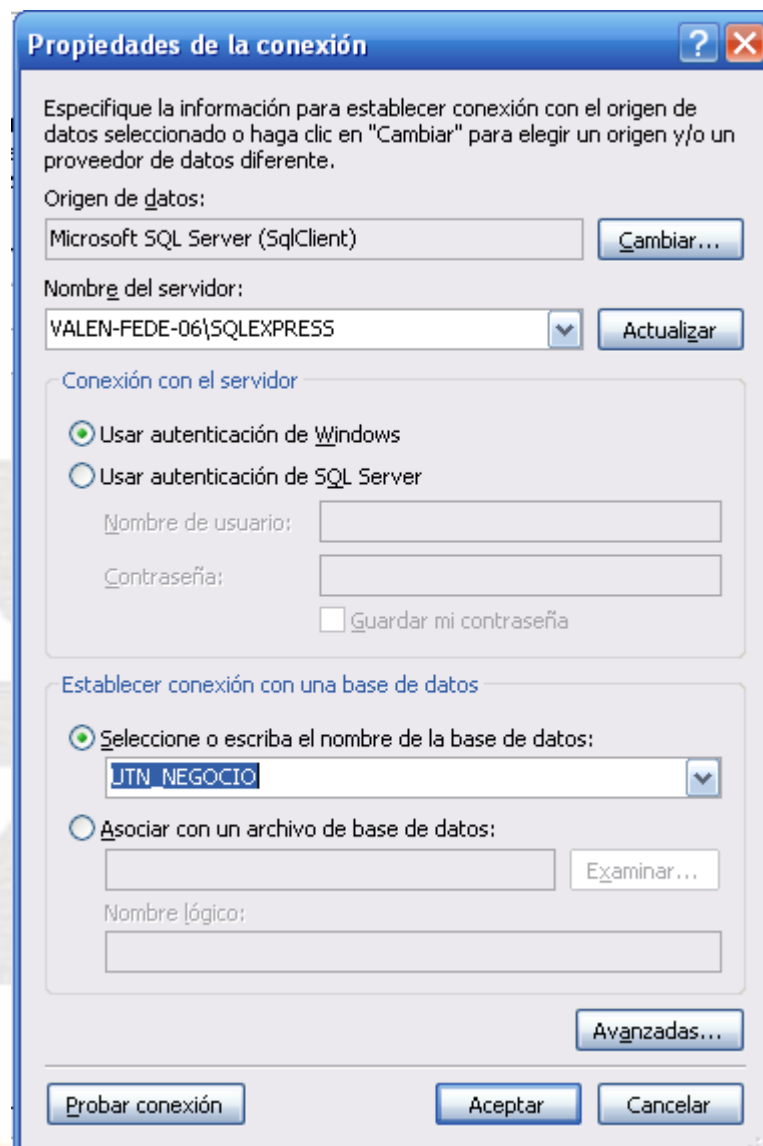 Propiedades de la conexión
Especifique la información para establecer conexión con el origen de
datos seleccionado o haga clic en "Cambiar" para elegir un origen y/o un
proveedor de datos diferente.
Origen de datos:
Microsoft SQL Server (SqlClient)
Cambiar...
Nombre del servidor:
VALEN-FEDE-06\SQLEXPRESS
Actualizar
Conexión con el servidor
Usar autenticación de Windows
Usar autenticación de SQL Server
Nombre de usuario:
Contraseña:
Guardar mi contraseña
Establecer conexión con una base de datos
Seleccione o escriba el nombre de la base de datos:
UTN_NEGOCIO
Asociar con un archivo de base de datos:
Examinar...
Nombre lógico:
Avanzadas...
Probar conexión
Aceptar
Cancelar